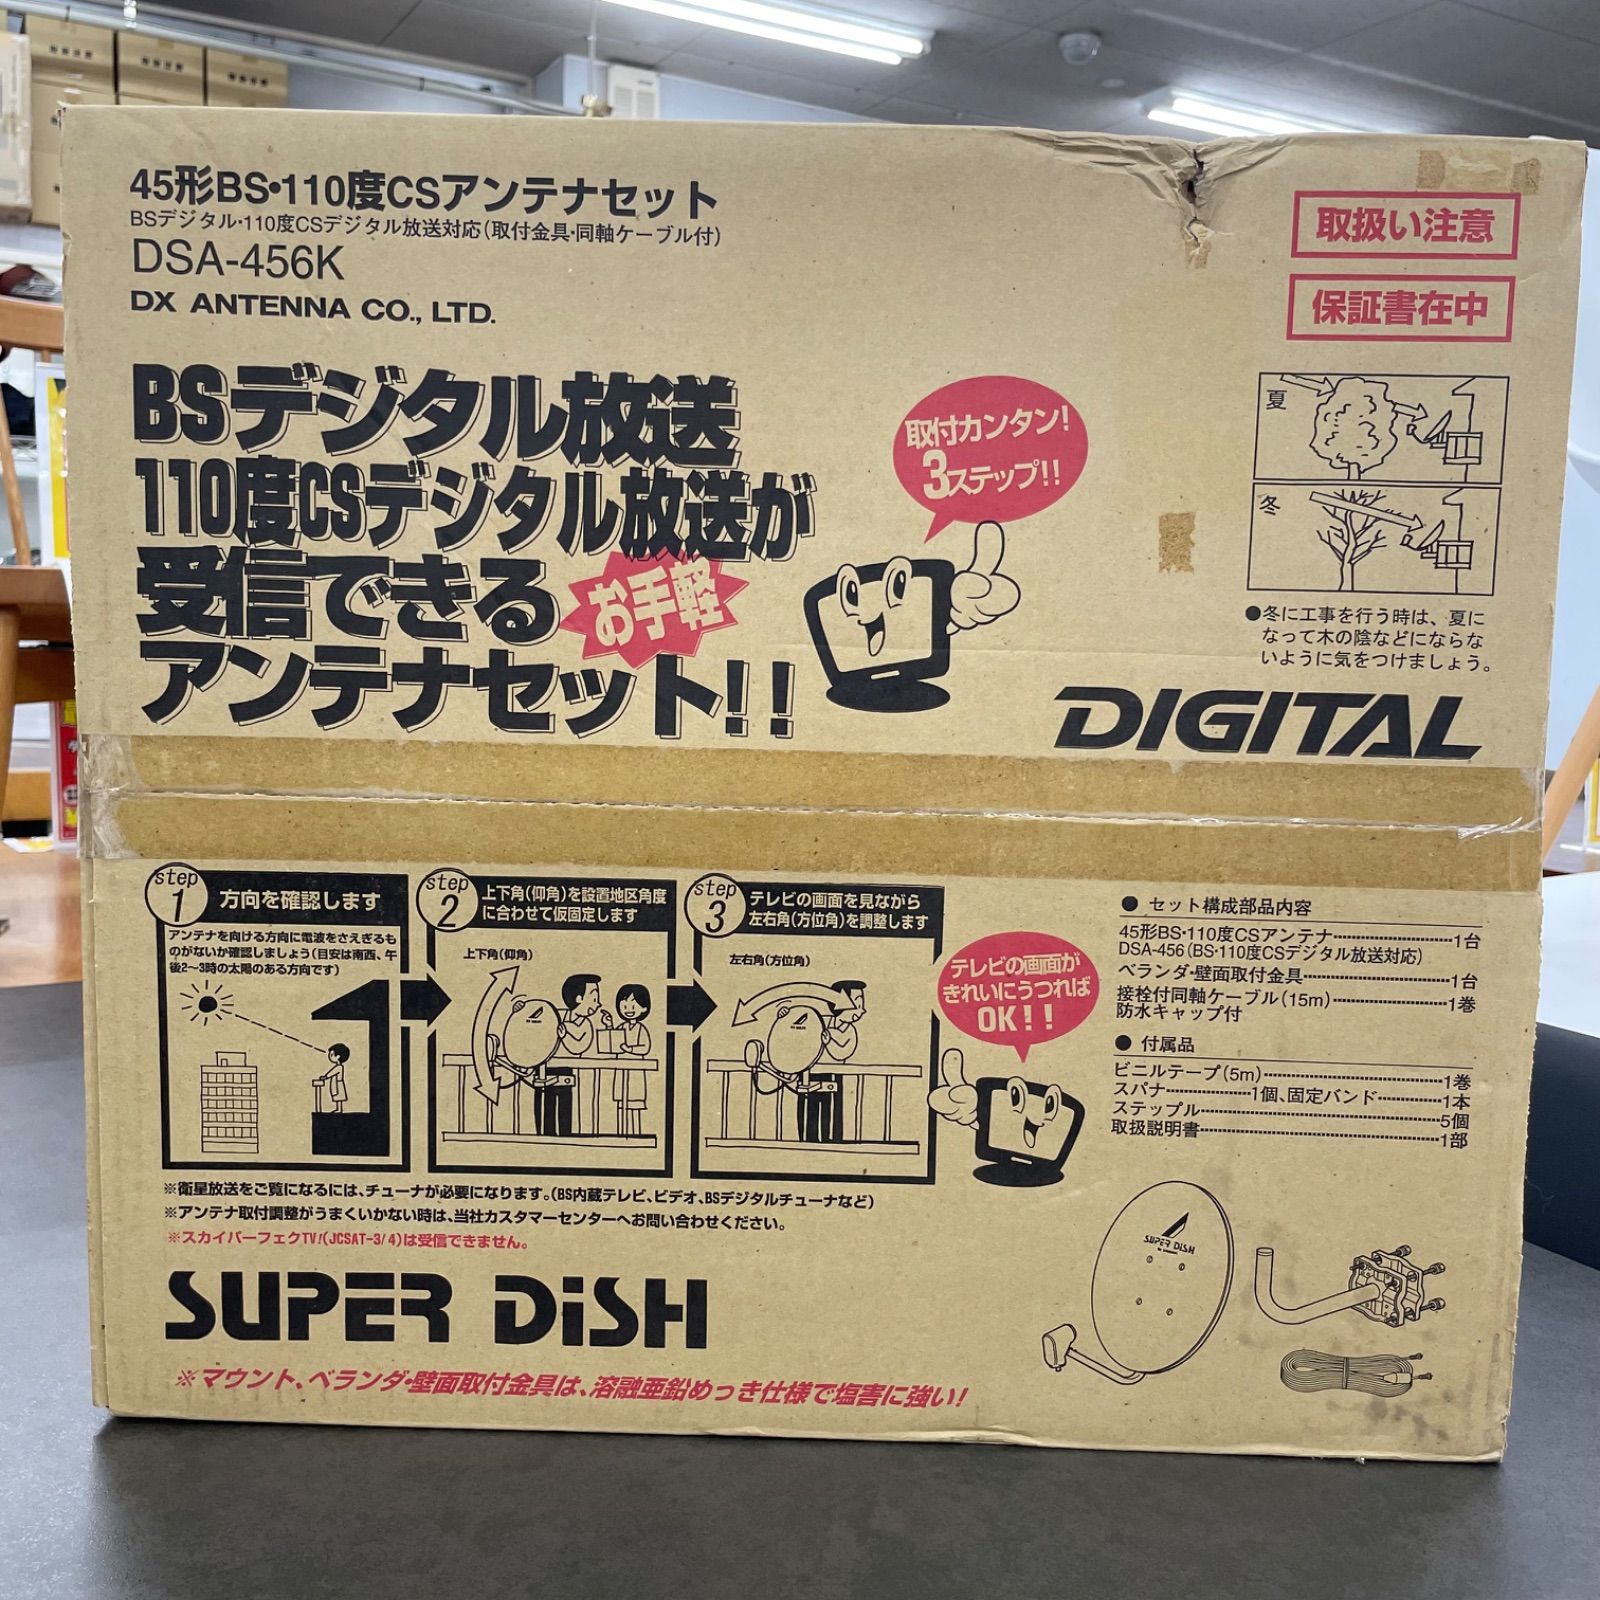 45形BS・110度CSアンテナセット
BSデジタル・110度CSデジタル放送対応(取付金具・同軸ケーブル付)
DSA-456K
DX ANTENNA CO., LTD.
取扱い注意
保証書在中
BSデジタル放送
110度CSデジタル放送が
受信できる
お手軽
アンテナセット!!
取付カンタン!
3ステップ!!
夏
冬
●冬に工事を行う時は、夏に
なって木の陰などにならな
いように気をつけましょう。
DIGITAL
step 1
方向を確認します
アンテナを向ける方向に電波をさえぎるも
のがないか確認しましょう(目安は南西、午
後2〜3時の太陽のある方向です)
step 2
上下角(仰角)を設置地区角度
に合わせて仮固定します
上下角(仰角)
step 3
テレビの画面を見ながら
左右角(方位角)を調整します
左右角(方位角)
テレビの画面が
きれいにうつれば
OK!!
● セット構成部品内容
45形BS・110度CSアンテナ----------1台
DSA-456(BS・110度CSデジタル放送対応)
ベランダ・壁面取付金具----------1台
接栓付同軸ケーブル(15m)----------1巻
防水キャップ付
● 付属品
ビニルテープ(5m)----------1巻
スパナ----------1個、固定バンド----------1本
ステップル----------5個
取扱説明書----------1部
※衛星放送をご覧になるには、チューナが必要になります。(BS内蔵テレビ、ビデオ、BSデジタルチューナなど)
※アンテナ取付調整がうまくいかない時は、当社カスタマーセンターへお問い合わせください。
※スカイパーフェクTV!(JCSAT-3/4)は受信できません。
SUPER DiSH
SUPER DiSH
※マウント、ベランダ・壁面取付金具は、溶融亜鉛めっき仕様で塩害に強い!